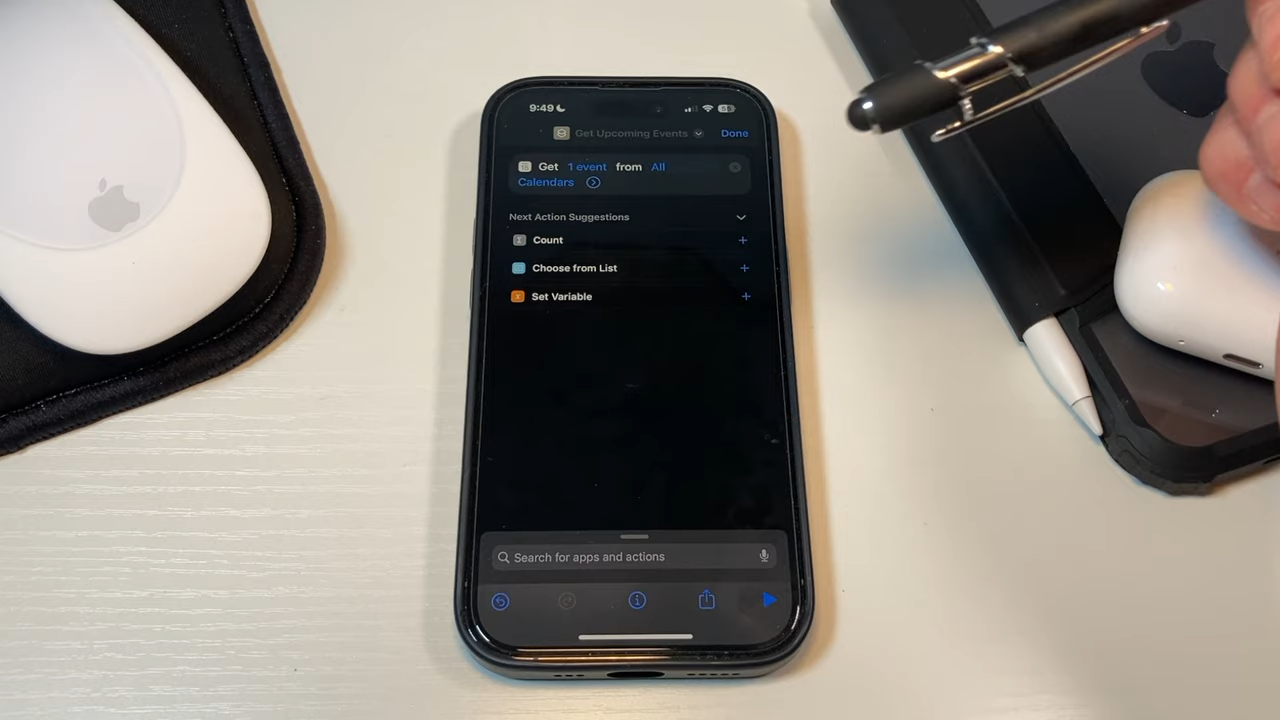 9:49
55
Get Upcoming Events
Done
Get 1 event from All
Calendars
Next Action Suggestions
Count
Choose from List
Set Variable
Search for apps and actions